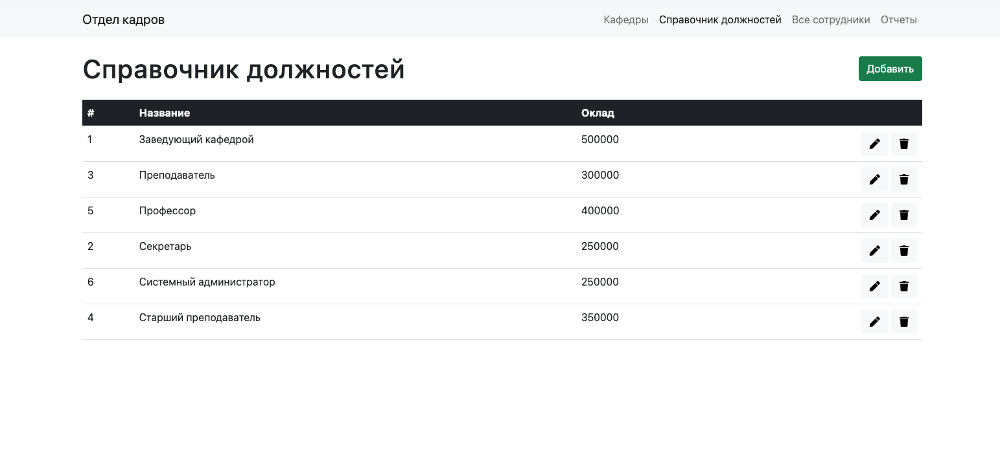 Отдел кадров Кафедры Справочник должностей Все сотрудники Отчеты
Справочник должностей Добавить
# Название Оклад
1 Заведующий кафедрой 500000
3 Преподаватель 300000
5 Профессор 400000
2 Секретарь 250000
6 Системный администратор 250000
4 Старший преподаватель 350000